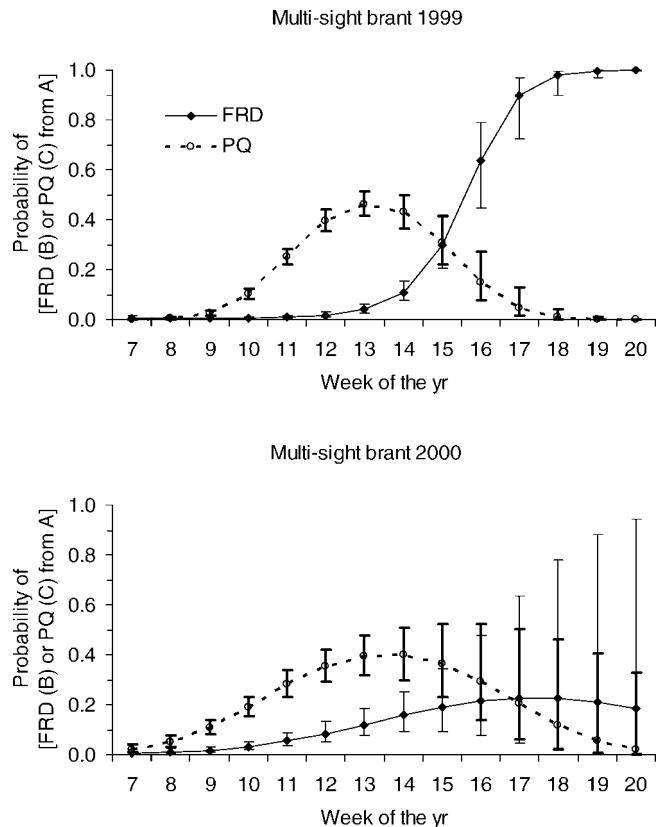 Multi-sight brant 1999
Probability of
[FRD (B) or PQ (C) from A]
1.0
0.8
0.6
0.4
0.2
0.0
FRD
PQ
7 8 9 10 11 12 13 14 15 16 17 18 19 20
Week of the yr
Multi-sight brant 2000
Probability of
[FRD (B) or PQ (C) from A]
1.0
0.8
0.6
0.4
0.2
0.0
7 8 9 10 11 12 13 14 15 16 17 18 19 20
Week of the yr